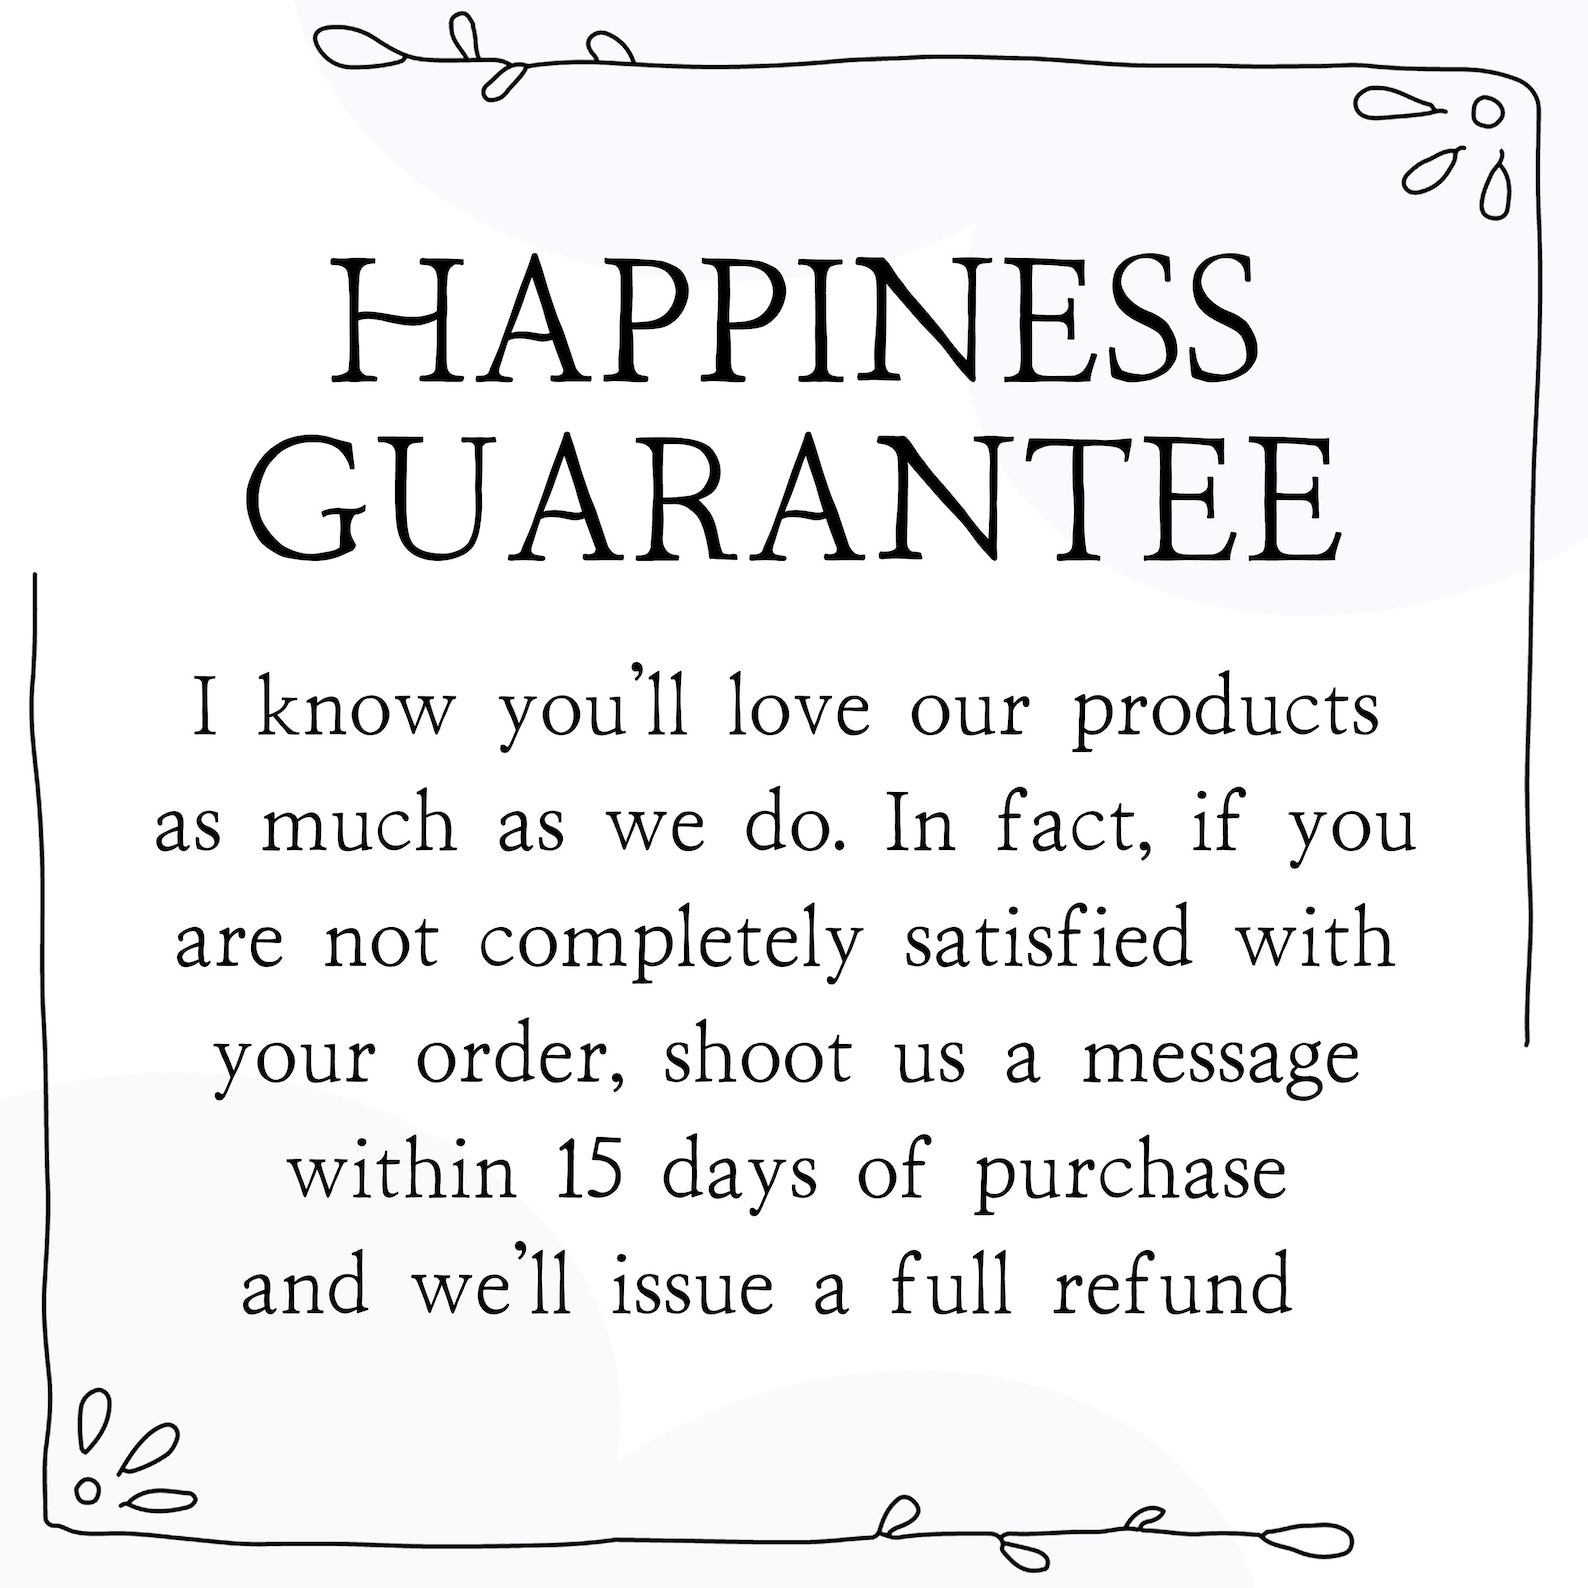 HAPPINESS
GUARANTEE
I know you’ll love our products
as much as we do. In fact, if you
are not completely satisfied with
your order, shoot us a message
within 15 days of purchase
and we’ll issue a full refund